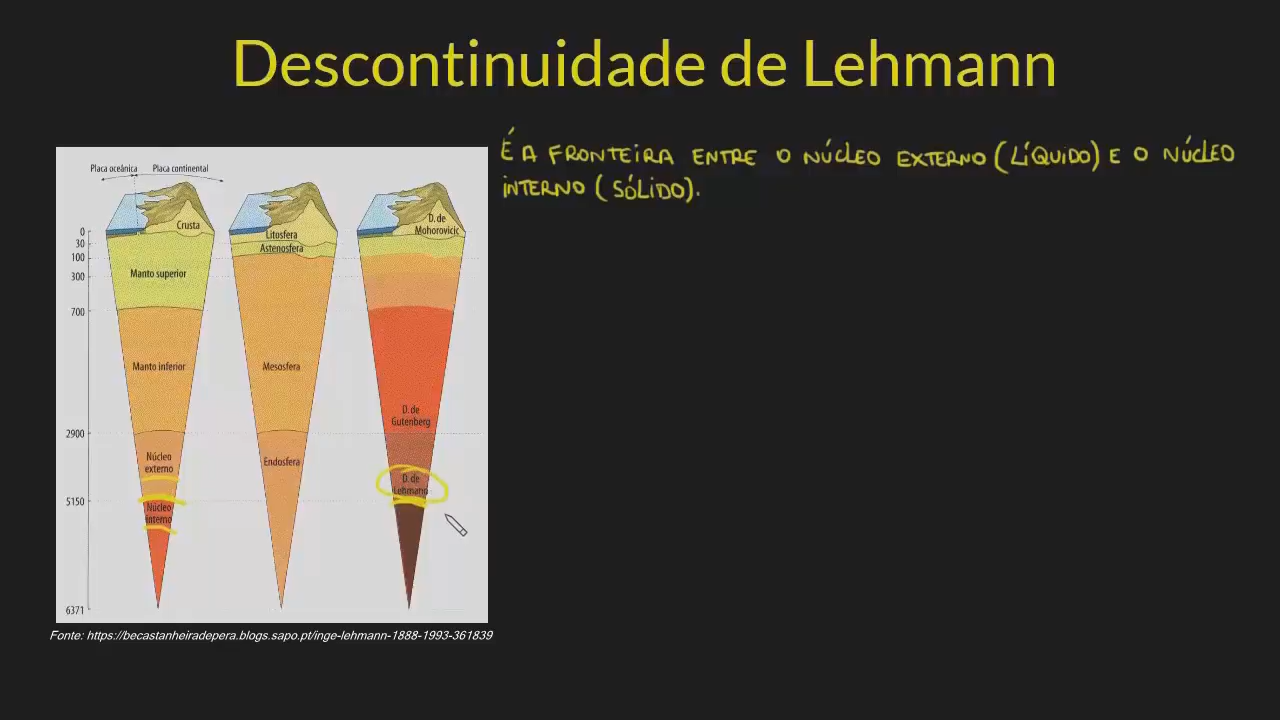 Descontinuidade de Lehmann
É A FRONTEIRA ENTRE O NÚCLEO EXTERNO (LÍQUIDO) E O NÚCLEO
INTERNO (SÓLIDO).
Placa oceânica Placa continental
Crusta
Manto superior
Manto inferior
Núcleo
externo
Núcleo
interno
Litosfera
Astenosfera
Mesosfera
Endosfera
D. de
Mohorovicic
D. de
Gutenberg
D. de
Lehmann
0
30
100
300
700
2900
5150
6371
Fonte: https://becastanheiradepera.blogs.sapo.pt/inge-lehmann-1888-1993-361839